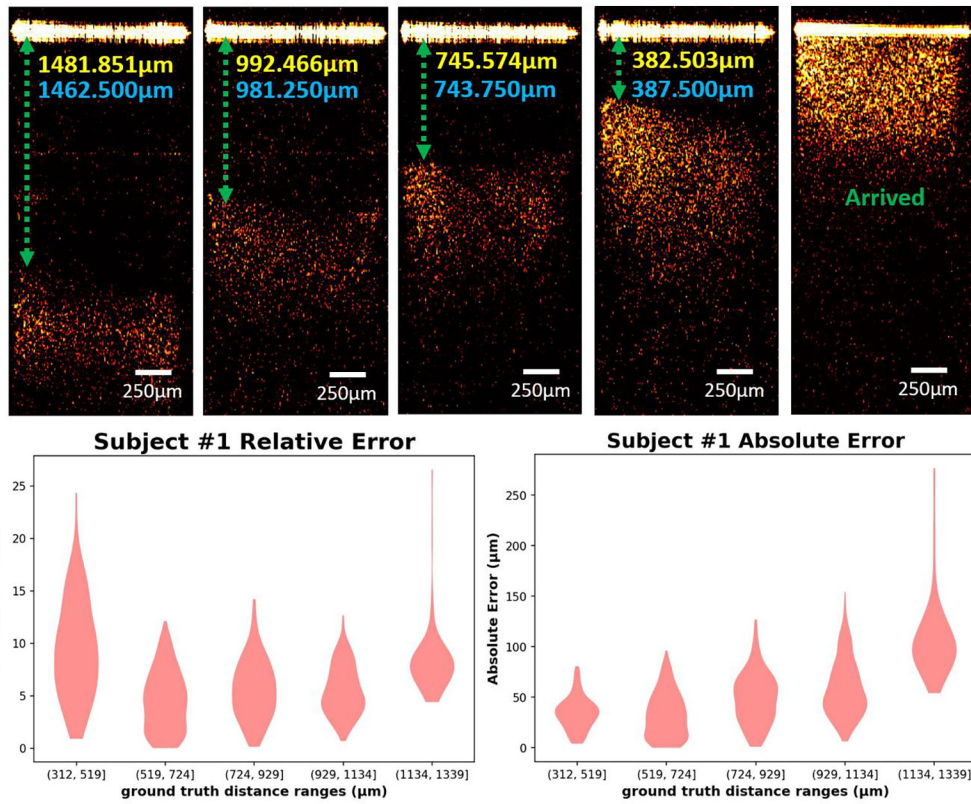 1481.851μm
1462.500μm
992.466μm
981.250μm
745.574μm
743.750μm
382.503μm
387.500μm
Arrived
250μm
250μm
250μm
250μm
250μm
Subject #1 Relative Error
25
20
15
10
5
0
(312, 519]
(519, 724]
(724, 929]
(929, 1134]
(1134, 1339]
ground truth distance ranges (μm)
Subject #1 Absolute Error
Absolute Error (μm)
250
200
150
100
50
0
(312, 519]
(519, 724]
(724, 929]
(929, 1134]
(1134, 1339]
ground truth distance ranges (μm)